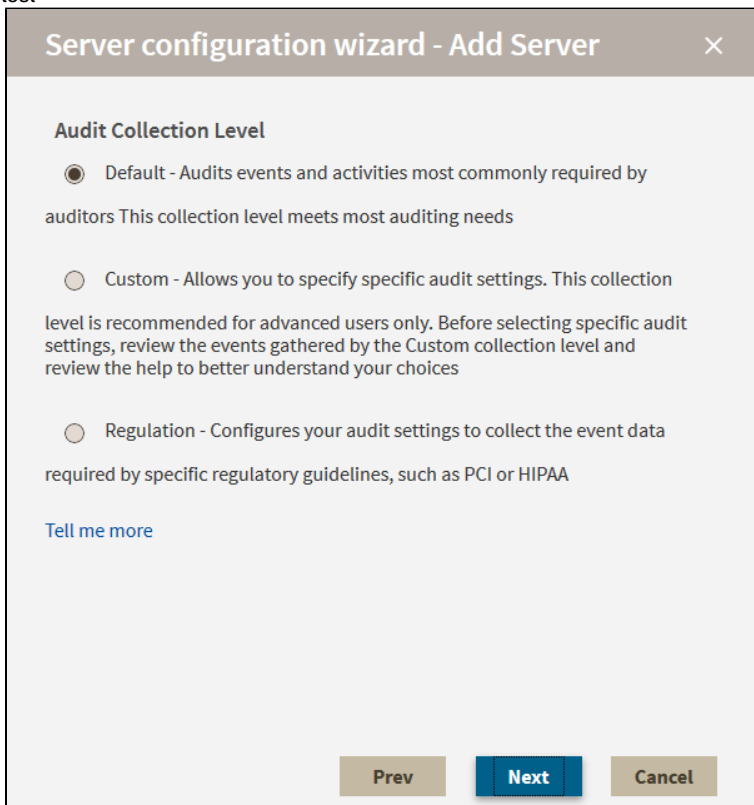 Server configuration wizard - Add Server
Audit Collection Level
Default - Audits events and activities most commonly required by
auditors This collection level meets most auditing needs
Custom - Allows you to specify specific audit settings. This collection
level is recommended for advanced users only. Before selecting specific audit
settings, review the events gathered by the Custom collection level and
review the help to better understand your choices
Regulation - Configures your audit settings to collect the event data
required by specific regulatory guidelines, such as PCI or HIPAA
Tell me more
Prev
Next
Cancel